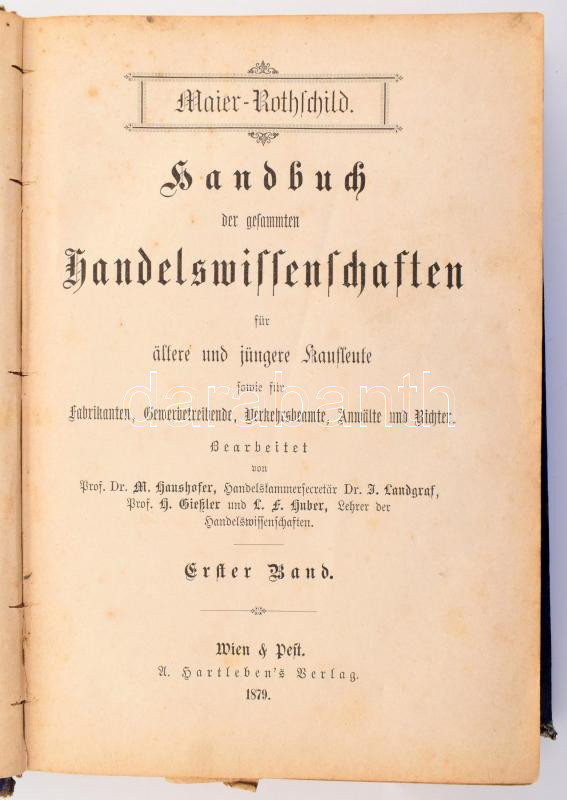 Maier-Rothschild.
Handbuch
der gesammten
Handelswissenschaften
für
ältere und jüngere Kaufleute
sowie für
Fabrikanten, Gewerbetreibende, Verkehrsbeamte, Anwälte und Richter.
Bearbeitet
von
Prof. Dr. M. Haushofer, Handelskammersecretär Dr. J. Landgraf,
Prof. H. Gießler und L. F. Huber, Lehrer der
Handelswissenschaften.
Erster Band.
Wien & Pest.
A. Hartleben's Verlag.
1879.
darabanth